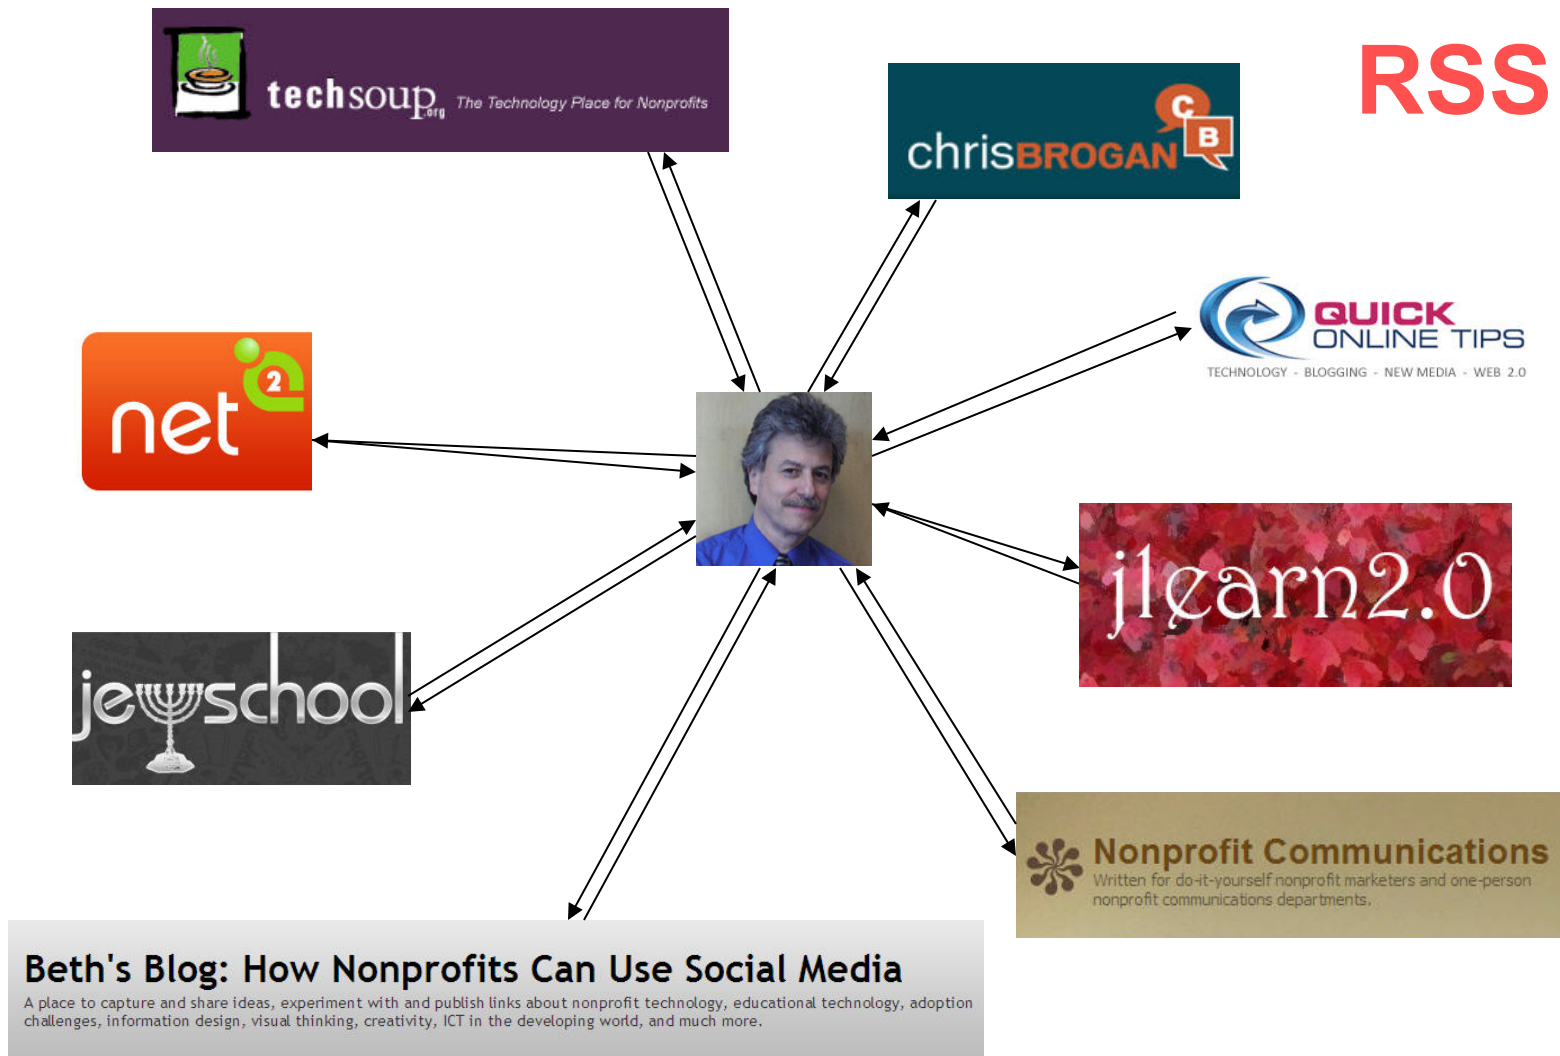 techsoup.org The Technology Place for Nonprofits
RSS
chrisBROGAN
C
B
QUICK
ONLINE TIPS
TECHNOLOGY - BLOGGING - NEW MEDIA - WEB 2.0
net 2
jlearn2.0
jewschool
Nonprofit Communications
Written for do-it-yourself nonprofit marketers and one-person
nonprofit communications departments.
Beth's Blog: How Nonprofits Can Use Social Media
A place to capture and share ideas, experiment with and publish links about nonprofit technology, educational technology, adoption
challenges, information design, visual thinking, creativity, ICT in the developing world, and much more.